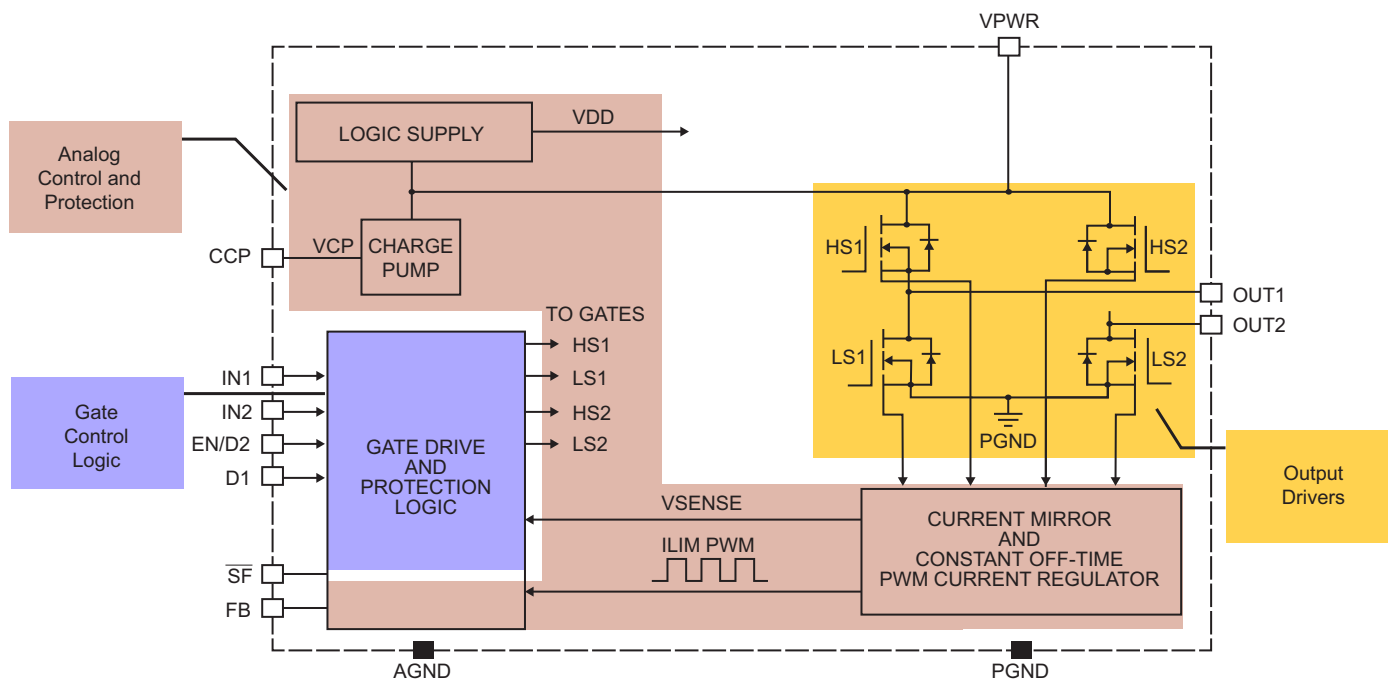 VPWR
LOGIC SUPPLY
VDD
Analog
Control and
Protection
CCP
VCP
CHARGE
PUMP
HS1
HS2
OUT1
OUT2
TO GATES
HS1
LS1
HS2
LS2
LS1
LS2
PGND
IN1
IN2
EN/D2
D1
Gate
Control
Logic
GATE DRIVE
AND
PROTECTION
LOGIC
Output
Drivers
VSENSE
ILIM PWM
CURRENT MIRROR
AND
CONSTANT OFF-TIME
PWM CURRENT REGULATOR
SF
FB
AGND
PGND